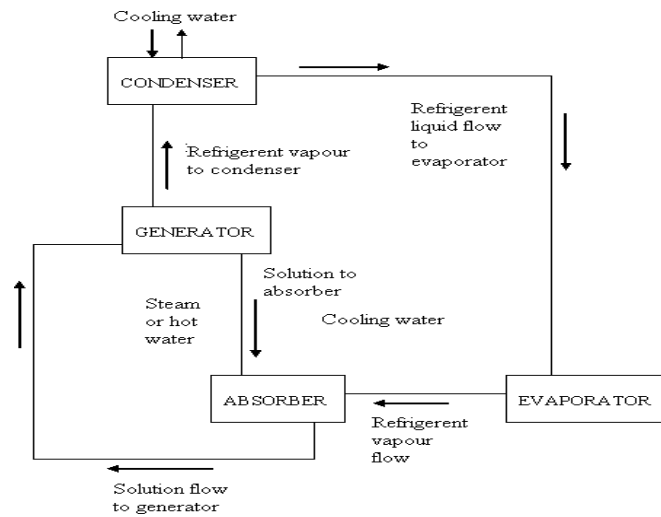 Cooling water
CONDENSER
Refrigerent
liquid flow
to
evaporator
Refrigerent vapour
to condenser
GENERATOR
Solution to
absorber
Steam
or hot
water
Cooling water
ABSORBER
EVAPORATOR
Refrigerent
vapour
flow
Solution flow
to generator